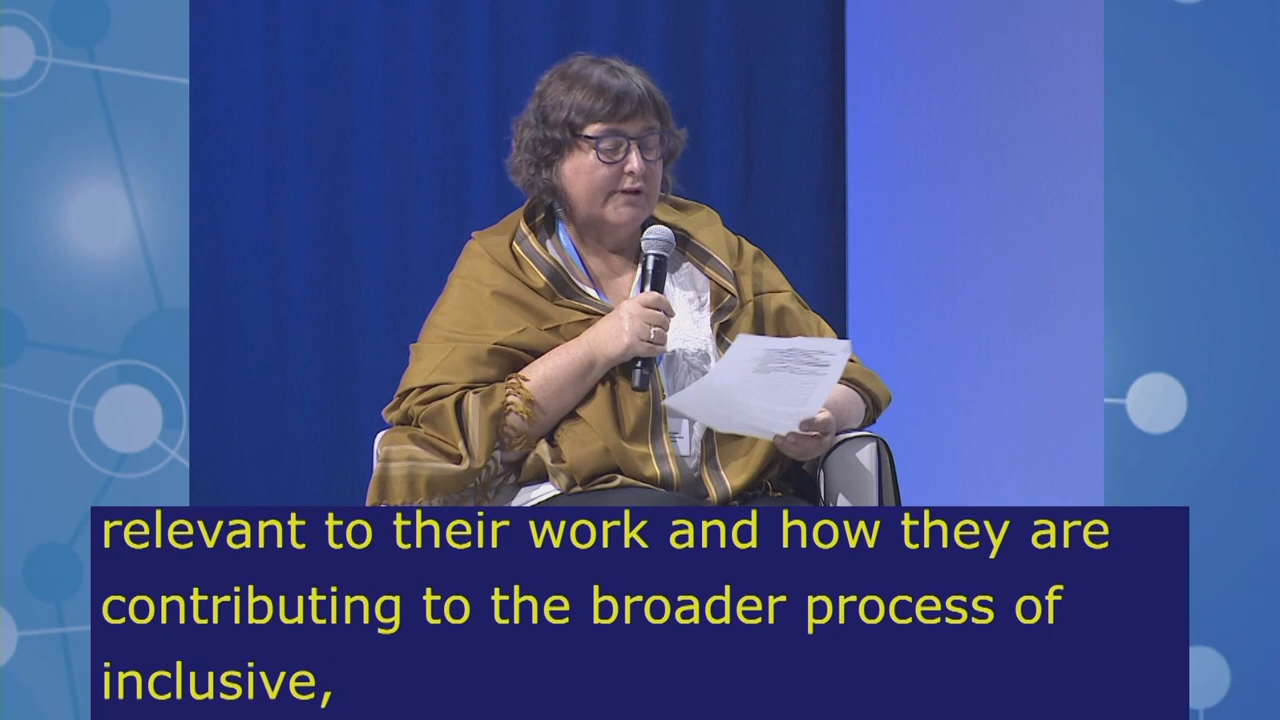 relevant to their work and how they are
contributing to the broader process of
inclusive,